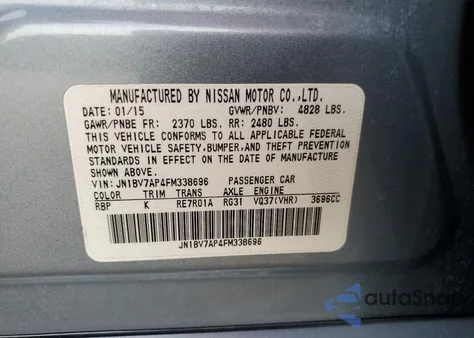 MANUFACTURED BY NISSAN MOTOR CO.,LTD.
DATE: 01/15 GVWR/PNBV: 4828 LBS.
GAWR/PNBE FR: 2370 LBS. RR: 2480 LBS.
THIS VEHICLE CONFORMS TO ALL APPLICABLE FEDERAL
MOTOR VEHICLE SAFETY,BUMPER,AND THEFT PREVENTION
STANDARDS IN EFFECT ON THE DATE OF MANUFACTURE
SHOWN ABOVE.
VIN: JN1BV7AP4FM338696 PASSENGER CAR
COLOR TRIM TRANS AXLE ENGINE
RBP K RE7R01A RG31 VQ37(VHR) 3696CC
JN1BV7AP4FM338696
autoSnap